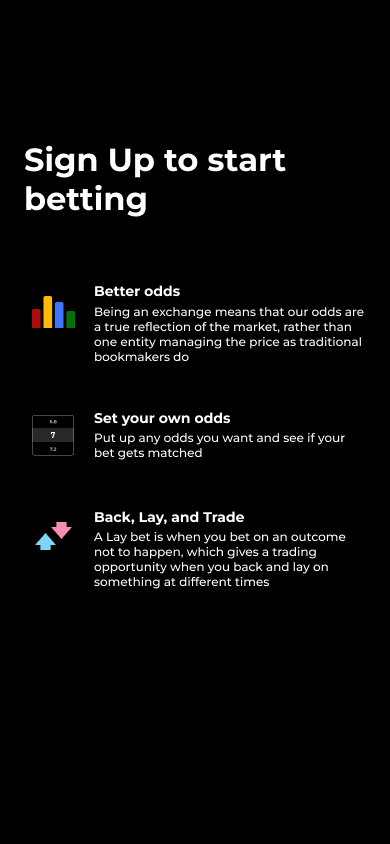 Sign Up to start
betting
Better odds
Being an exchange means that our odds are
a true reflection of the market, rather than
one entity managing the price as traditional
bookmakers do
6.8
7
7.2
Set your own odds
Put up any odds you want and see if your
bet gets matched
Back, Lay, and Trade
A Lay bet is when you bet on an outcome
not to happen, which gives a trading
opportunity when you back and lay on
something at different times